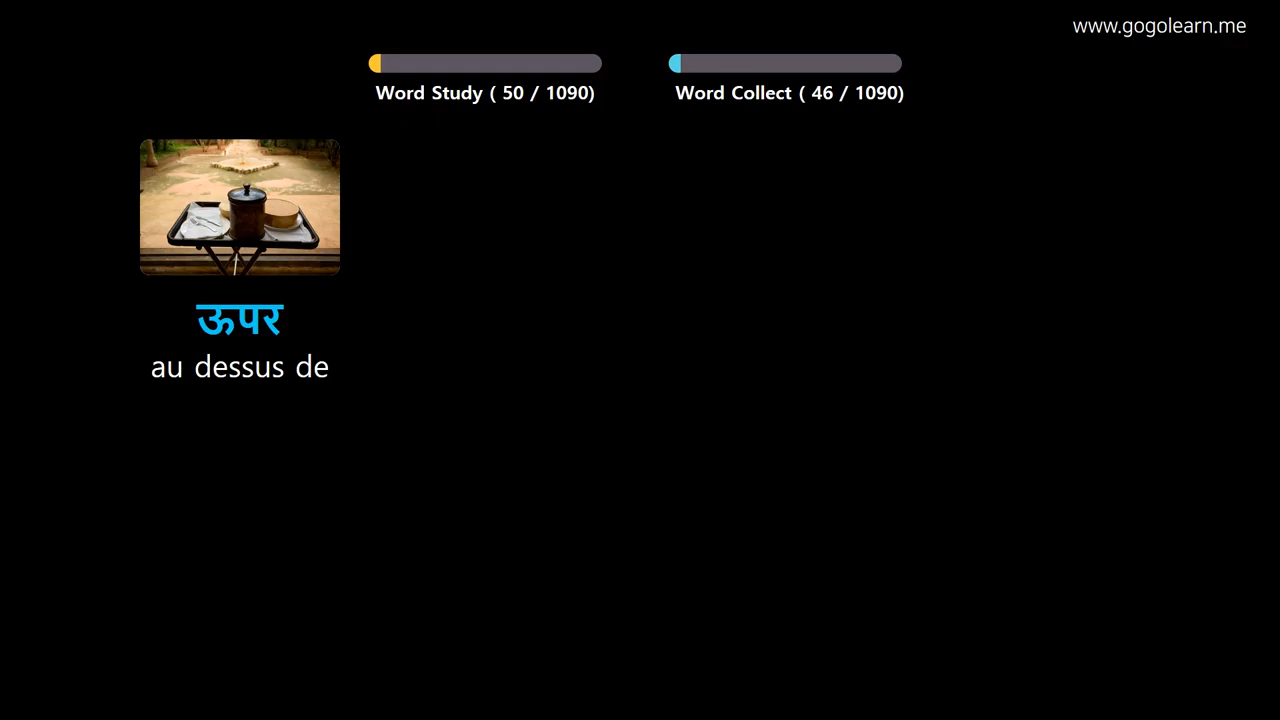 www.gogolearn.me
Word Study ( 50 / 1090)
Word Collect ( 46 / 1090)
ऊपर
au dessus de